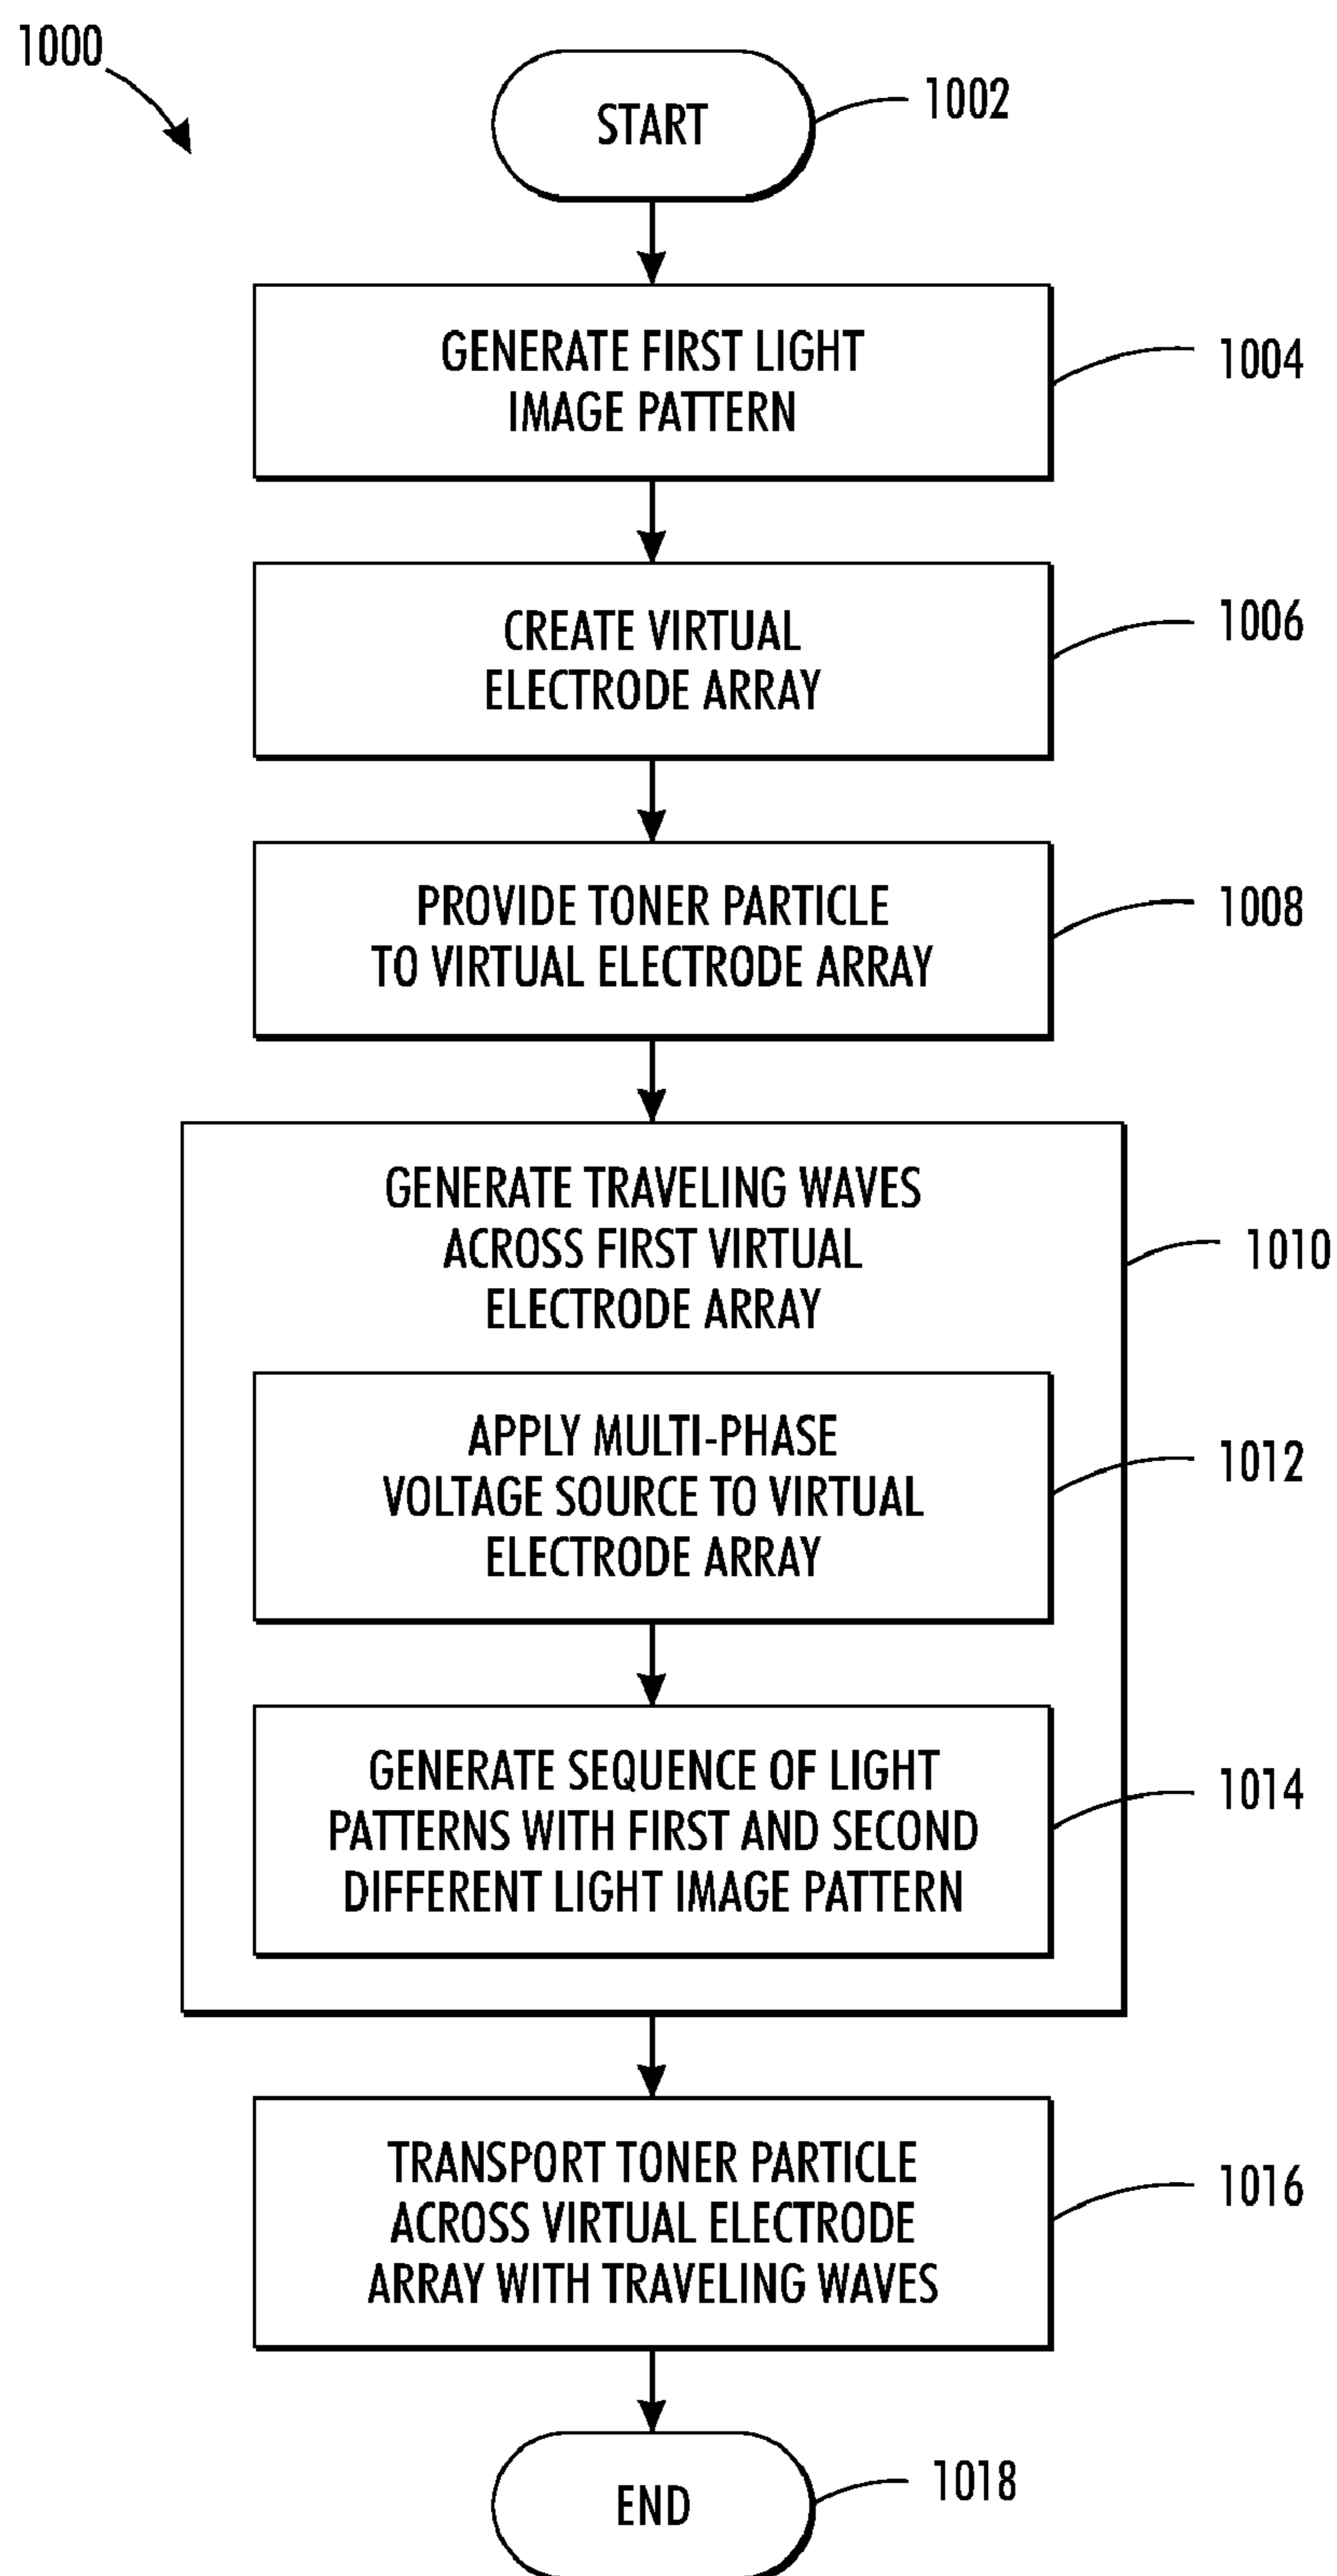 1000
START
1002
GENERATE FIRST LIGHT
IMAGE PATTERN
1004
CREATE VIRTUAL
ELECTRODE ARRAY
1006
PROVIDE TONER PARTICLE
TO VIRTUAL ELECTRODE ARRAY
1008
GENERATE TRAVELING WAVES
ACROSS FIRST VIRTUAL
ELECTRODE ARRAY
1010
APPLY MULTI-PHASE
VOLTAGE SOURCE TO VIRTUAL
ELECTRODE ARRAY
1012
GENERATE SEQUENCE OF LIGHT
PATTERNS WITH FIRST AND SECOND
DIFFERENT LIGHT IMAGE PATTERN
1014
TRANSPORT TONER PARTICLE
ACROSS VIRTUAL ELECTRODE
ARRAY WITH TRAVELING WAVES
1016
END
1018